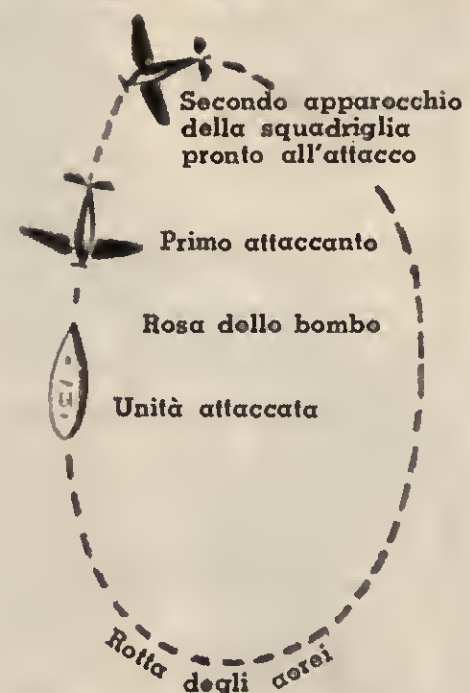 Secondo apparocchio
della squadriglia
pronto all'attacco
Primo attaccanto
Rosa dello bombo
Unità attaccata
Rotta degli aerei